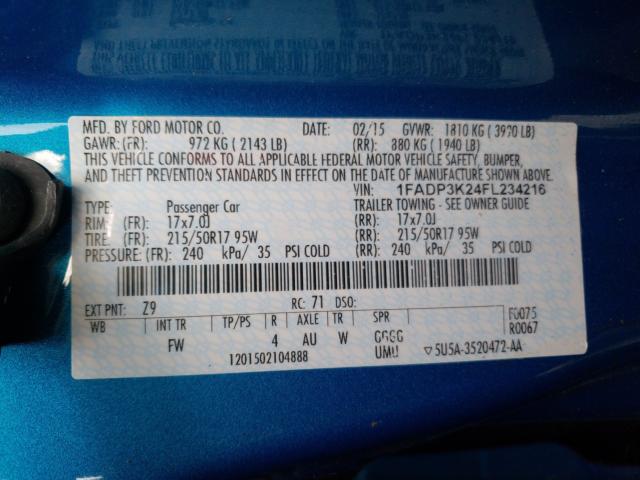 MFD. BY FORD MOTOR CO. DATE: 02/15 GVWR: 1810 KG ( 3990 LB)
GAWR: (FR): 972 KG ( 2143 LB) (RR): 880 KG ( 1940 LB)
THIS VEHICLE CONFORMS TO ALL APPLICABLE FEDERAL MOTOR VEHICLE SAFETY, BUMPER,
AND THEFT PREVENTION STANDARDS IN EFFECT ON THE DATE OF MANUFACTURE SHOWN ABOVE.
VIN: 1FADP3K24FL234216
TYPE: Passenger Car TRAILER TOWING - SEE OWNER GUIDE
RIM: (FR): 17x7.0J (RR): 17x7.0J
TIRE: (FR): 215/50R17 95W (RR): 215/50R17 95W
PRESSURE: (FR): 240 kPa/ 35 PSI COLD (RR): 240 kPa/ 35 PSI COLD
EXT PNT: Z9 RC: 71 DSO: F0075
WB INT TR TP/PS R AXLE TR SPR R0067
FW 4 AU W GGGG
1201502104888 UMU ▽5U5A-3520472-AA